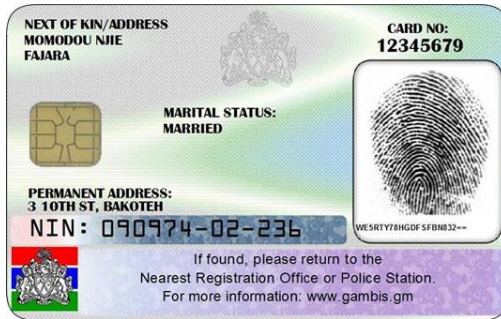 NEXT OF KIN/ADDRESS
MOMODOU NJIE
FAJARA
CARD NO:
12345679
MARITAL STATUS:
MARRIED
PERMANENT ADDRESS:
3 10TH ST, BAKOTEH
NIN: 090974-02-236
WE5RTY78HGDFSFBN832==
If found, please return to the
Nearest Registration Office or Police Station.
For more information: www.gambis.gm